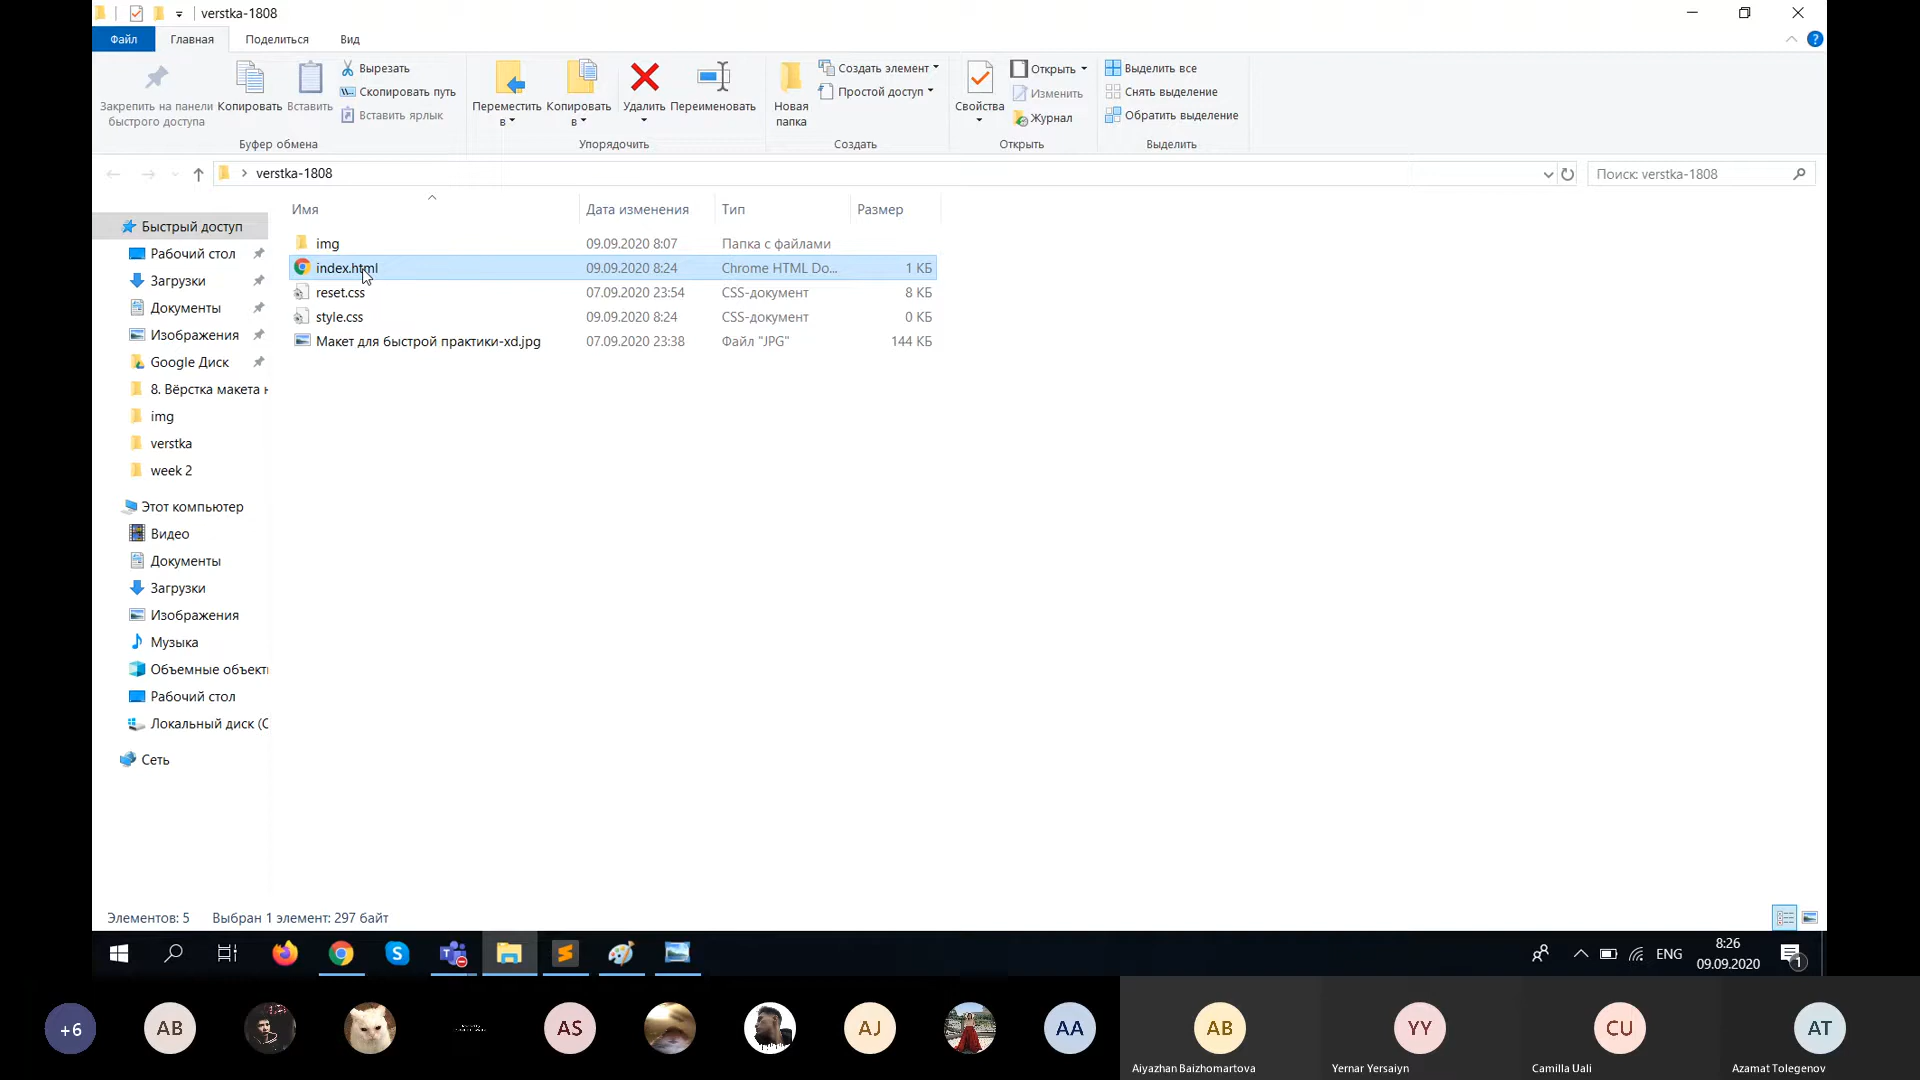 verstka-1808
Файл
Главная
Поделиться
Вид
Закрепить на панели
быстрого доступа
Копировать
Вставить
Вырезать
Скопировать путь
Вставить ярлык
Буфер обмена
Переместить
в
Копировать
в
Удалить
Переименовать
Упорядочить
Новая
папка
Создать элемент
Простой доступ
Создать
Свойства
Открыть
Изменить
Журнал
Открыть
Выделить все
Снять выделение
Обратить выделение
Выделить
verstka-1808
Поиск: verstka-1808
Имя
Дата изменения
Тип
Размер
img 09.09.2020 8:07 Папка с файлами
index.html 09.09.2020 8:24 Chrome HTML Do... 1 КБ
reset.css 07.09.2020 23:54 CSS-документ 8 КБ
style.css 09.09.2020 8:24 CSS-документ 0 КБ
Макет для быстрой практики-xd.jpg 07.09.2020 23:38 Файл "JPG" 144 КБ
Быстрый доступ
Рабочий стол
Загрузки
Документы
Изображения
Google Диск
8. Вёрстка макета н
img
verstka
week 2
Этот компьютер
Видео
Документы
Загрузки
Изображения
Музыка
Объемные объекты
Рабочий стол
Локальный диск (C
Сеть
Элементов: 5
Выбран 1 элемент: 297 байт
ENG
8:26
09.09.2020
1
+6
AB
AS
AJ
AA
AB
YY
CU
AT
Aiyazhan Baizhomartova
Yernar Yersaiyn
Camilla Uali
Azamat Tolegenov